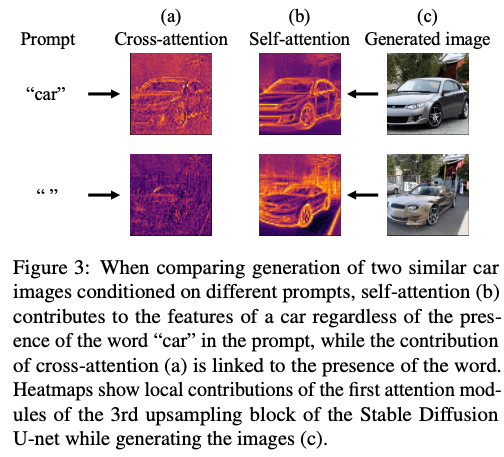 (a) (b) (c)
Prompt Cross-attention Self-attention Generated image
“car”
“ ”
Figure 3: When comparing generation of two similar car
images conditioned on different prompts, self-attention (b)
contributes to the features of a car regardless of the pres-
ence of the word “car” in the prompt, while the contribution
of cross-attention (a) is linked to the presence of the word.
Heatmaps show local contributions of the first attention mod-
ules of the 3rd upsampling block of the Stable Diffusion
U-net while generating the images (c).